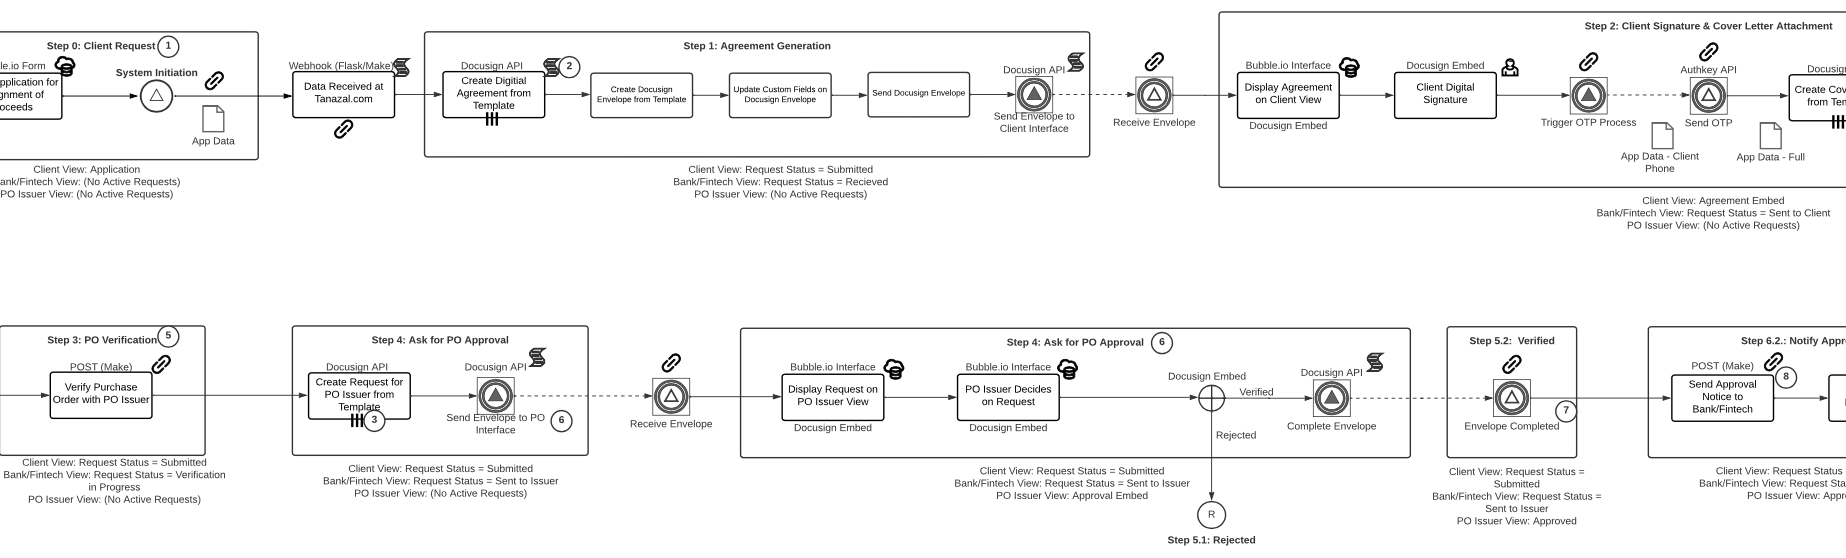 Step 0: Client Request
1
le.io Form
pplication for
gnment of
oceeds
System Initiation
App Data
Client View: Application
ank/Fintech View: (No Active Requests)
PO Issuer View: (No Active Requests)
Webhook (Flask/Make)
Data Received at
Tanazal.com
Step 1: Agreement Generation
Docusign API
2
Create Digitial
Agreement from
Template
Create Docusign
Envelope from Template
Update Custom Fields on
Docusign Envelope
Send Docusign Envelope
Docusign API
Send Envelope to
Client Interface
Client View: Request Status = Submitted
Bank/Fintech View: Request Status = Recieved
PO Issuer View: (No Active Requests)
Receive Envelope
Step 2: Client Signature & Cover Letter Attachment
Bubble.io Interface
Display Agreement
on Client View
Docusign Embed
Docusign Embed
Client Digital
Signature
Trigger OTP Process
Authkey API
Send OTP
App Data - Client
Phone
App Data - Full
Docusig
Create Cov
from Tem
Client View: Agreement Embed
Bank/Fintech View: Request Status = Sent to Client
PO Issuer View: (No Active Requests)
Step 3: PO Verification
5
POST (Make)
Verify Purchase
Order with PO Issuer
Client View: Request Status = Submitted
Bank/Fintech View: Request Status = Verification
in Progress
PO Issuer View: (No Active Requests)
Step 4: Ask for PO Approval
Docusign API
Create Request for
PO Issuer from
Template
3
Docusign API
Send Envelope to PO
Interface
6
Client View: Request Status = Submitted
Bank/Fintech View: Request Status = Sent to Issuer
PO Issuer View: (No Active Requests)
Receive Envelope
Step 4: Ask for PO Approval
6
Bubble.io Interface
Display Request on
PO Issuer View
Docusign Embed
Bubble.io Interface
PO Issuer Decides
on Request
Docusign Embed
Docusign Embed
Verified
Rejected
Docusign API
Complete Envelope
Client View: Request Status = Submitted
Bank/Fintech View: Request Status = Sent to Issuer
PO Issuer View: Approval Embed
R
Step 5.1: Rejected
Step 5.2: Verified
Envelope Completed
7
Client View: Request Status =
Submitted
Bank/Fintech View: Request Status =
Sent to Issuer
PO Issuer View: Approved
Step 6.2.: Notify Appr
POST (Make)
8
Send Approval
Notice to
Bank/Fintech
Client View: Request Status
Bank/Fintech View: Request Sta
PO Issuer View: Appr